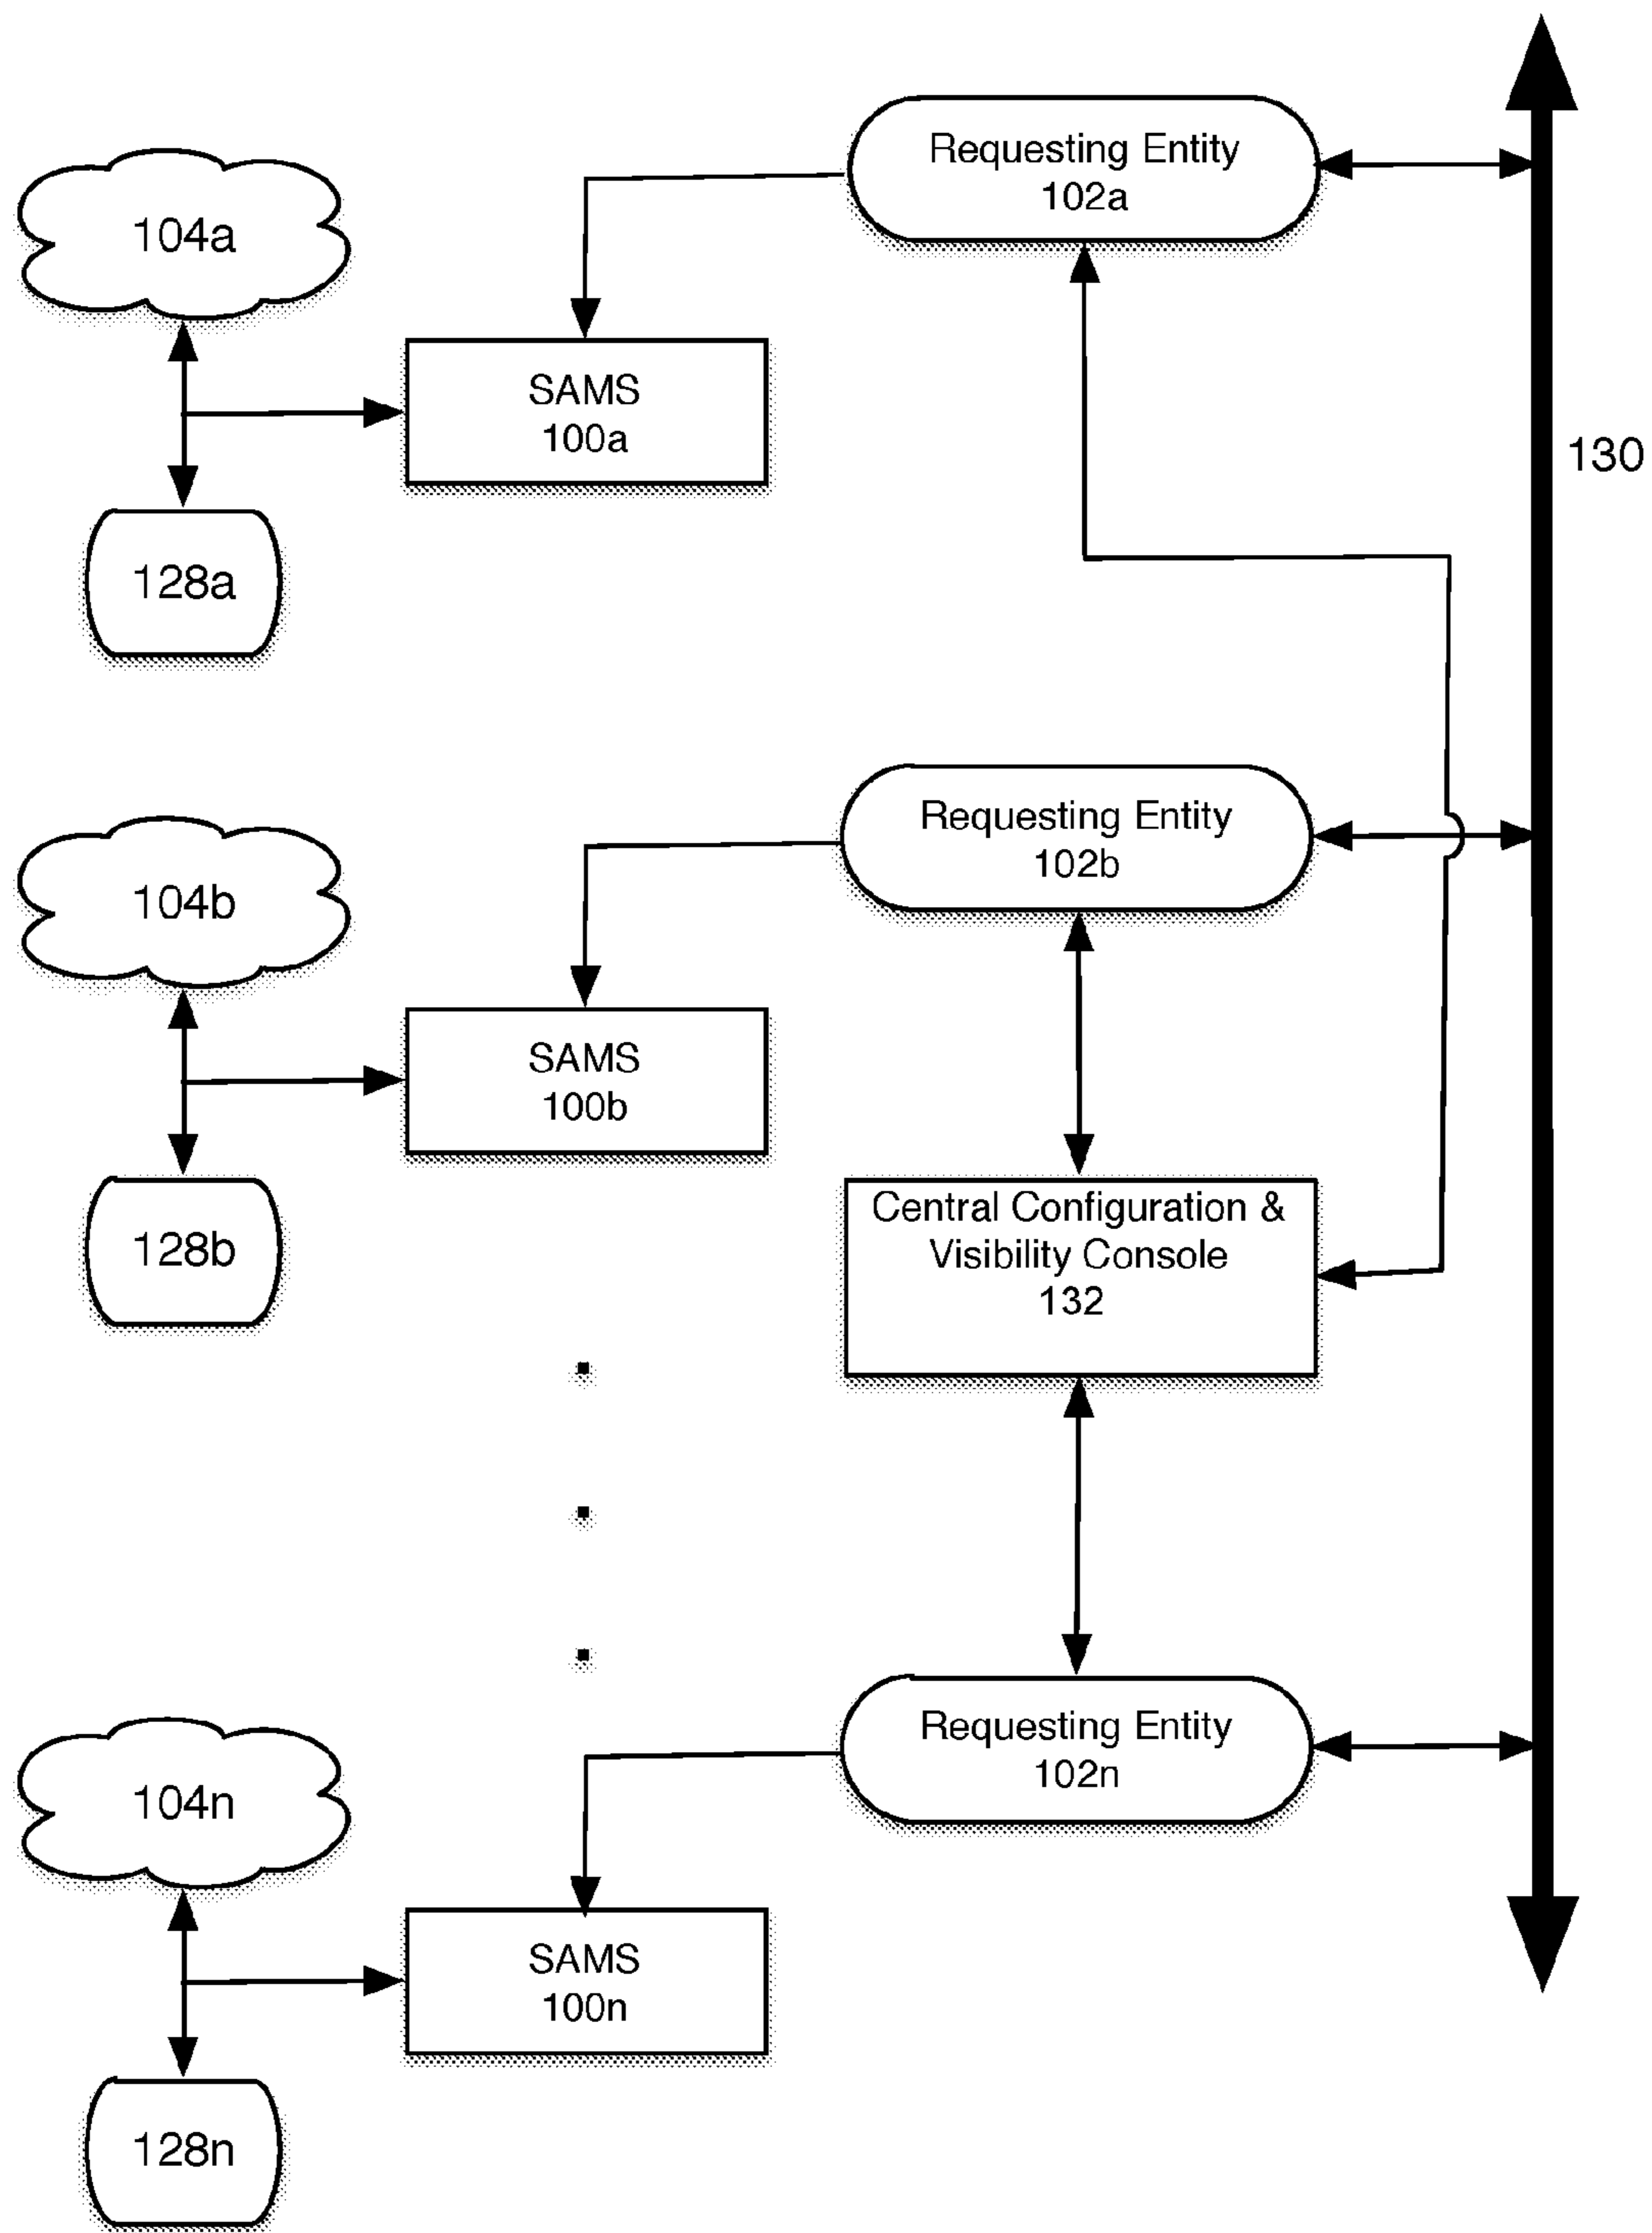 Requesting Entity
102a
104a
SAMS
100a
130
128a
Requesting Entity
102b
104b
SAMS
100b
Central Configuration &
Visibility Console
132
128b
Requesting Entity
102n
104n
SAMS
100n
128n